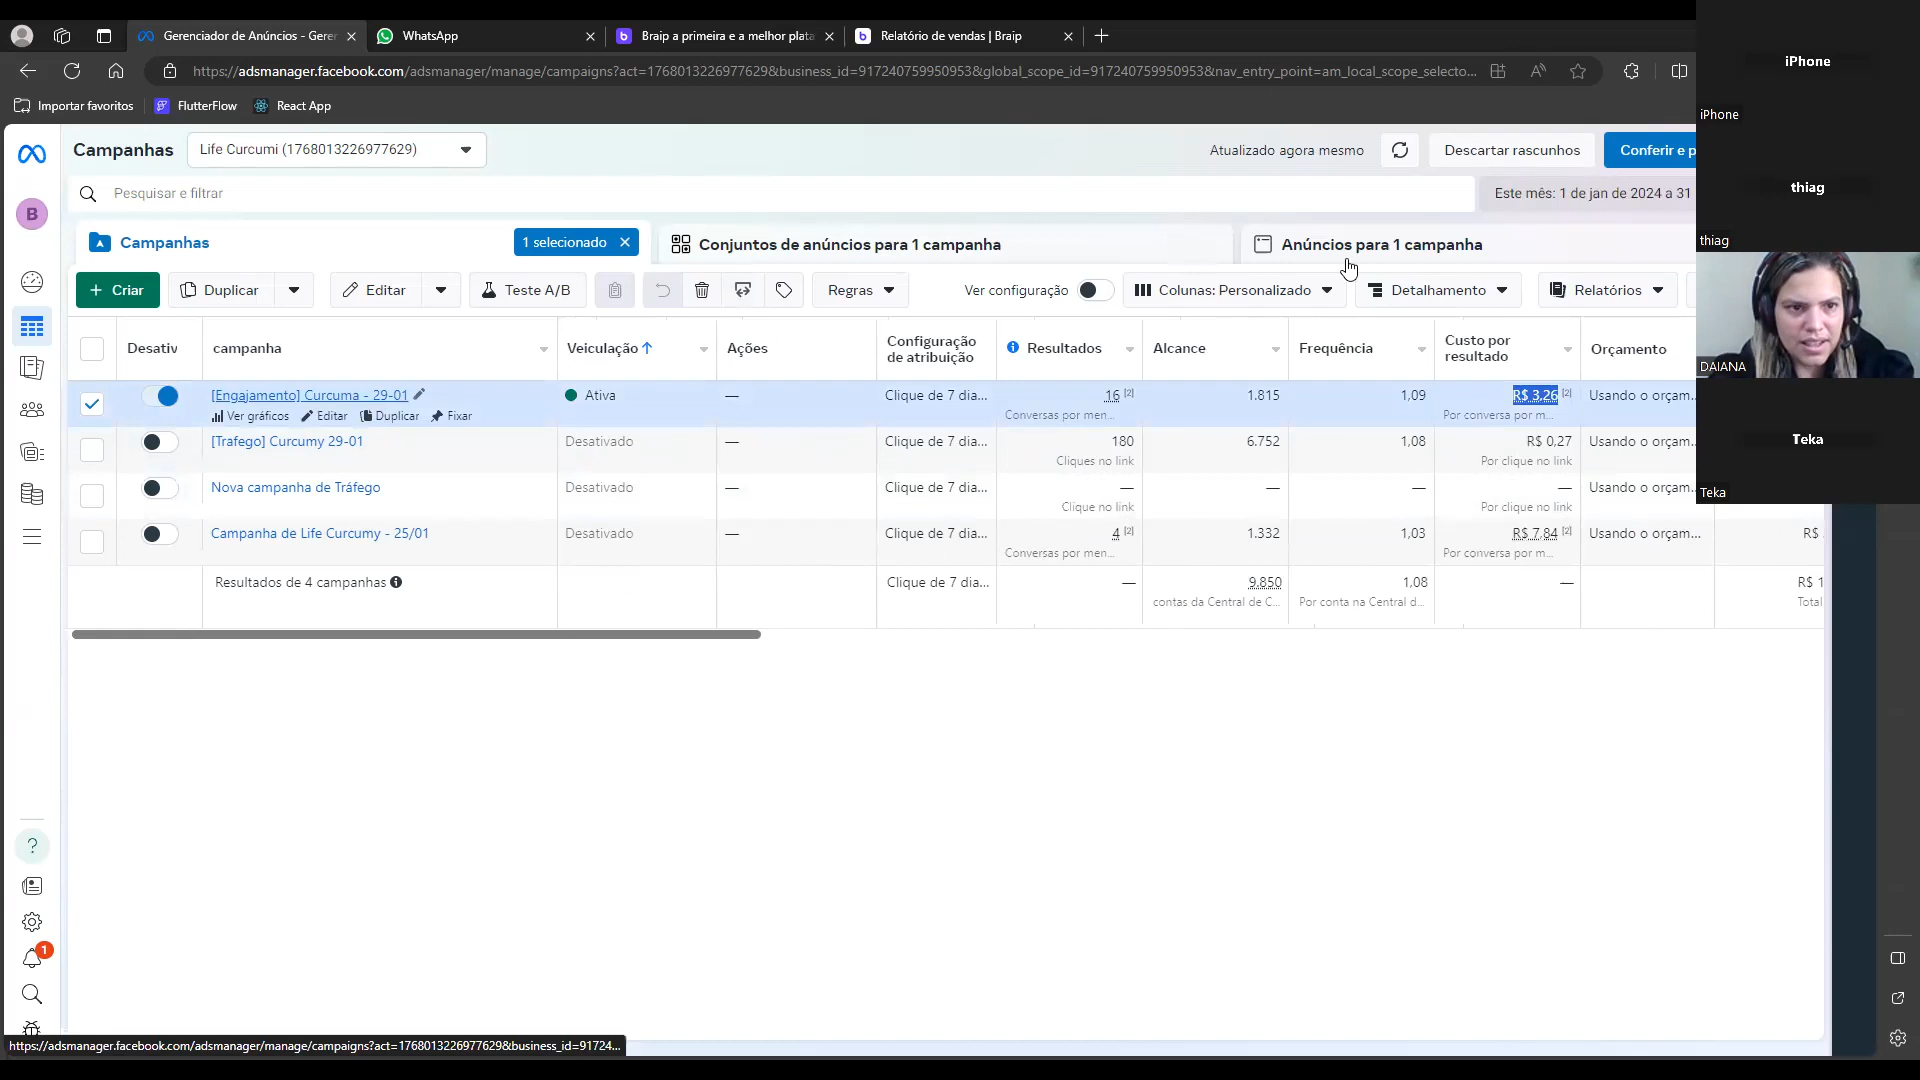 Gerenciador de Anúncios - Geren
WhatsApp
Braip a primeira e a melhor plata
Relatório de vendas | Braip
https://adsmanager.facebook.com/adsmanager/manage/campaigns?act=1768013226977629&business_id=917240759950953&global_scope_id=917240759950953&nav_entry_point=am_local_scope_selecto...
Importar favoritos
FlutterFlow
React App
Campanhas
Life Curcumi (1768013226977629)
Atualizado agora mesmo
Descartar rascunhos
Conferir e p
B
Pesquisar e filtrar
Este mês: 1 de jan de 2024 a 31
Campanhas
1 selecionado
Conjuntos de anúncios para 1 campanha
Anúncios para 1 campanha
+ Criar
Duplicar
Editar
Teste A/B
Regras
Ver configuração
Colunas: Personalizado
Detalhamento
Relatórios
Desativ
campanha
Veiculação
Ações
Configuração de atribuição
Resultados
Alcance
Frequência
Custo por resultado
Orçamento
[Engajamento] Curcuma - 29-01
Ativa
—
Clique de 7 dia...
16 [2]
1.815
1,09
R$ 3,26 [2]
Usando o orçam...
Ver gráficos
Editar
Duplicar
Fixar
Conversas por men...
Por conversa por m...
[Trafego] Curcumy 29-01
Desativado
—
Clique de 7 dia...
180
6.752
1,08
R$ 0,27
Usando o orçam...
Cliques no link
Por clique no link
Nova campanha de Tráfego
Desativado
—
Clique de 7 dia...
—
—
—
—
Usando o orçam...
Clique no link
Por clique no link
Campanha de Life Curcumy - 25/01
Desativado
—
Clique de 7 dia...
4 [2]
1.332
1,03
R$ 7,84 [2]
Usando o orçam...
R$
Conversas por men...
Por conversa por m...
Resultados de 4 campanhas
Clique de 7 dia...
—
9.850
1,08
—
R$ 1
contas da Central de C...
Por conta na Central d...
Total
?
1
https://adsmanager.facebook.com/adsmanager/manage/campaigns?act=1768013226977629&business_id=91724...
iPhone
iPhone
thiag
thiag
DAIANA
Teka
Teka